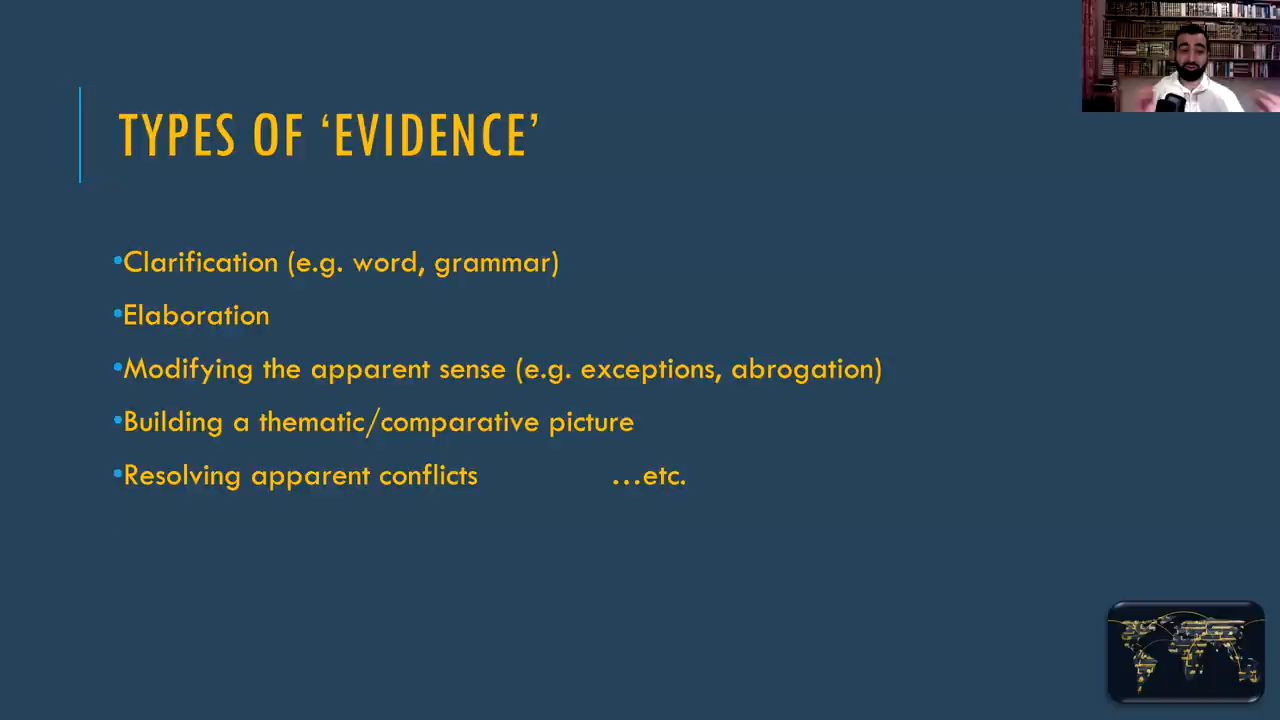 TYPES OF ‘EVIDENCE’
•Clarification (e.g. word, grammar)
•Elaboration
•Modifying the apparent sense (e.g. exceptions, abrogation)
•Building a thematic/comparative picture
•Resolving apparent conflicts …etc.